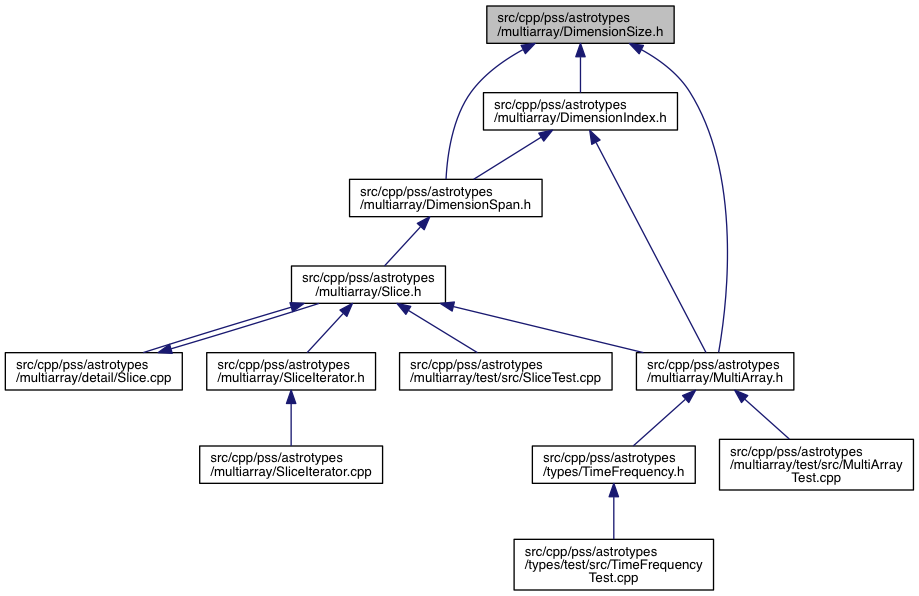 src/cpp/pss/astrotypes
/multiarray/DimensionSize.h
src/cpp/pss/astrotypes
/multiarray/DimensionIndex.h
src/cpp/pss/astrotypes
/multiarray/DimensionSpan.h
src/cpp/pss/astrotypes
/multiarray/Slice.h
src/cpp/pss/astrotypes
/multiarray/detail/Slice.cpp
src/cpp/pss/astrotypes
/multiarray/SliceIterator.h
src/cpp/pss/astrotypes
/multiarray/test/src/SliceTest.cpp
src/cpp/pss/astrotypes
/multiarray/MultiArray.h
src/cpp/pss/astrotypes
/multiarray/SliceIterator.cpp
src/cpp/pss/astrotypes
/types/TimeFrequency.h
src/cpp/pss/astrotypes
/multiarray/test/src/MultiArray
Test.cpp
src/cpp/pss/astrotypes
/types/test/src/TimeFrequency
Test.cpp